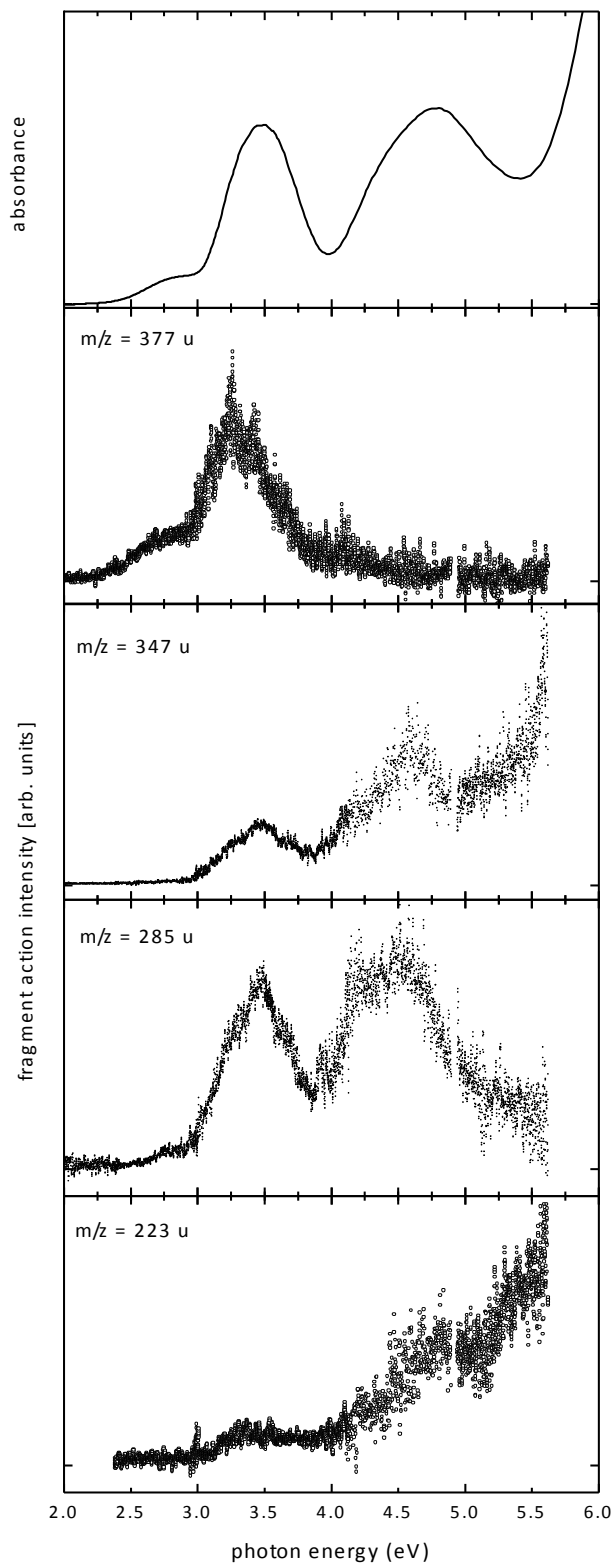 absorbance
m/z = 377 u
m/z = 347 u
fragment action intensity [arb. units]
m/z = 285 u
m/z = 223 u
2.0 2.5 3.0 3.5 4.0 4.5 5.0 5.5 6.0
photon energy (eV)